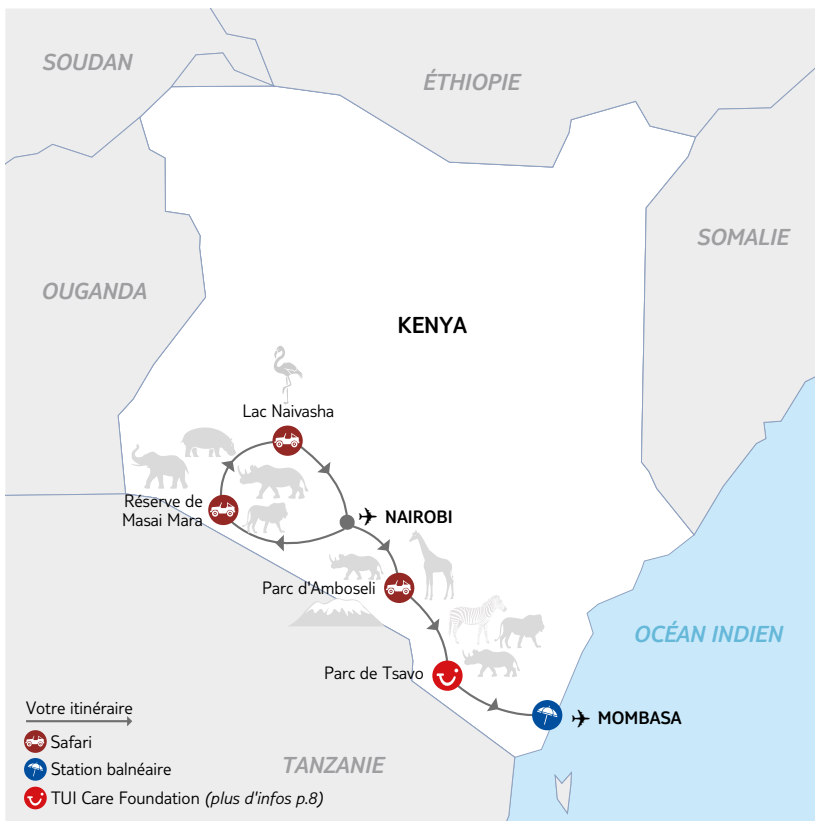 SOUDAN
ÉTHIOPIE
SOMALIE
OUGANDA
KENYA
Lac Naivasha
Réserve de
Masai Mara
NAIROBI
Parc d'Amboseli
OCÉAN INDIEN
Parc de Tsavo
MOMBASA
Votre itinéraire
Safari
Station balnéaire
TANZANIE
TUI Care Foundation (plus d'infos p.8)